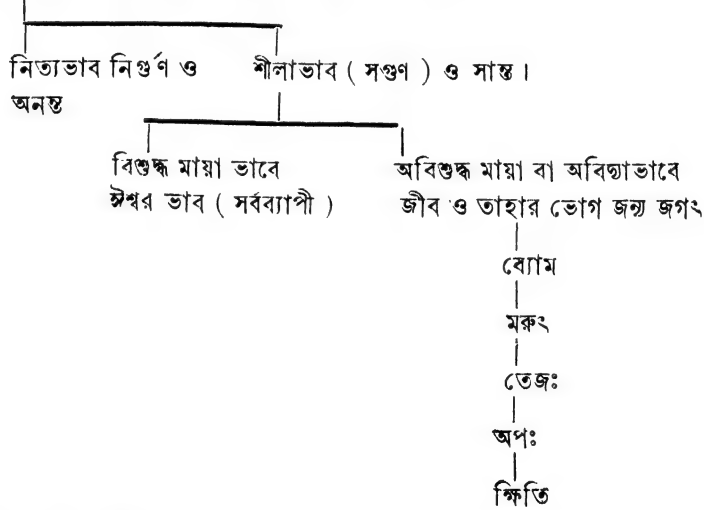 নিত্যভাব নির্গুণ ও
অনন্ত
লীলাভাব ( সগুণ ) ও সান্ত ।
বিশুদ্ধ মায়া ভাবে
ঈশ্বর ভাব ( সর্বব্যাপী )
অবিশুদ্ধ মায়া বা অবিদ্যাভাবে
জীব ও তাহার ভোগ জন্য জগৎ
ব্যোম
মরুৎ
তেজঃ
অপঃ
ক্ষিতি